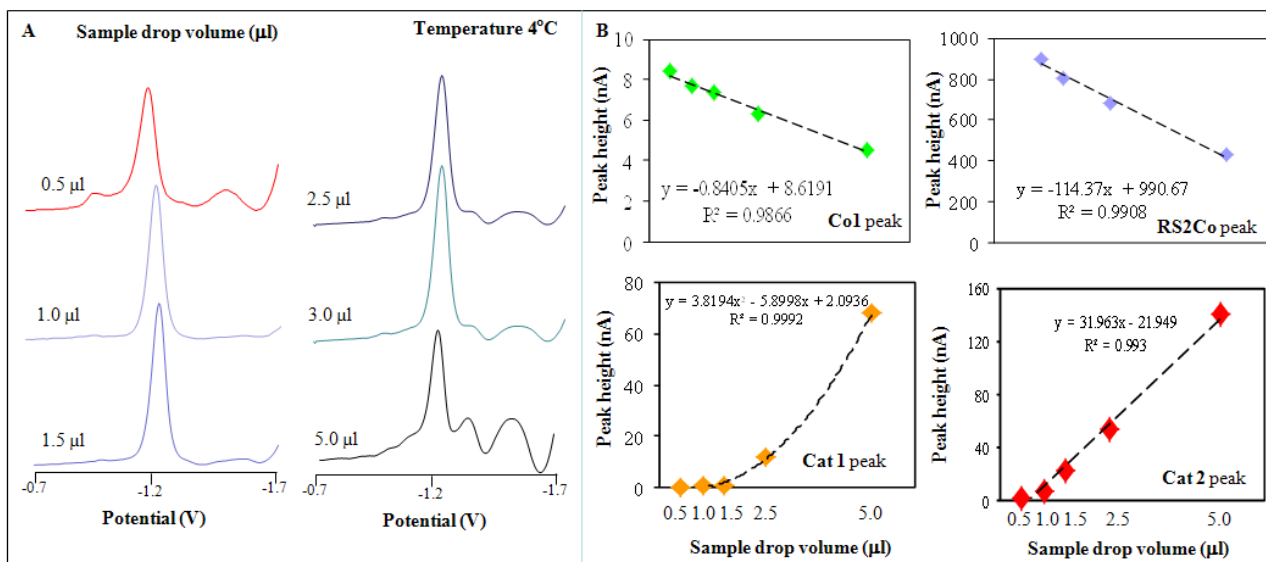 A
Sample drop volume (µl)
Temperature 4°C
0.5 µl
1.0 µl
1.5 µl
-0.7
-1.2
-1.7
Potential (V)
2.5 µl
3.0 µl
5.0 µl
-0.7
-1.2
-1.7
Potential (V)
B
Peak height (nA)
10
8
6
4
2
0
y = -0.8405x + 8.6191
R² = 0.9866
Co1 peak
Peak height (nA)
1000
800
600
400
200
0
y = -114.37x + 990.67
R² = 0.9908
RS2Co peak
Peak height (nA)
80
60
40
20
0
y = 3.8194x² - 5.8998x + 2.0936
R² = 0.9992
Cat 1 peak
0.5 1.0 1.5 2.5 5.0
Sample drop volume (µl)
Peak height (nA)
160
120
80
40
0
y = 31.963x - 21.949
R² = 0.993
Cat 2 peak
0.5 1.0 1.5 2.5 5.0
Sample drop volume (µl)